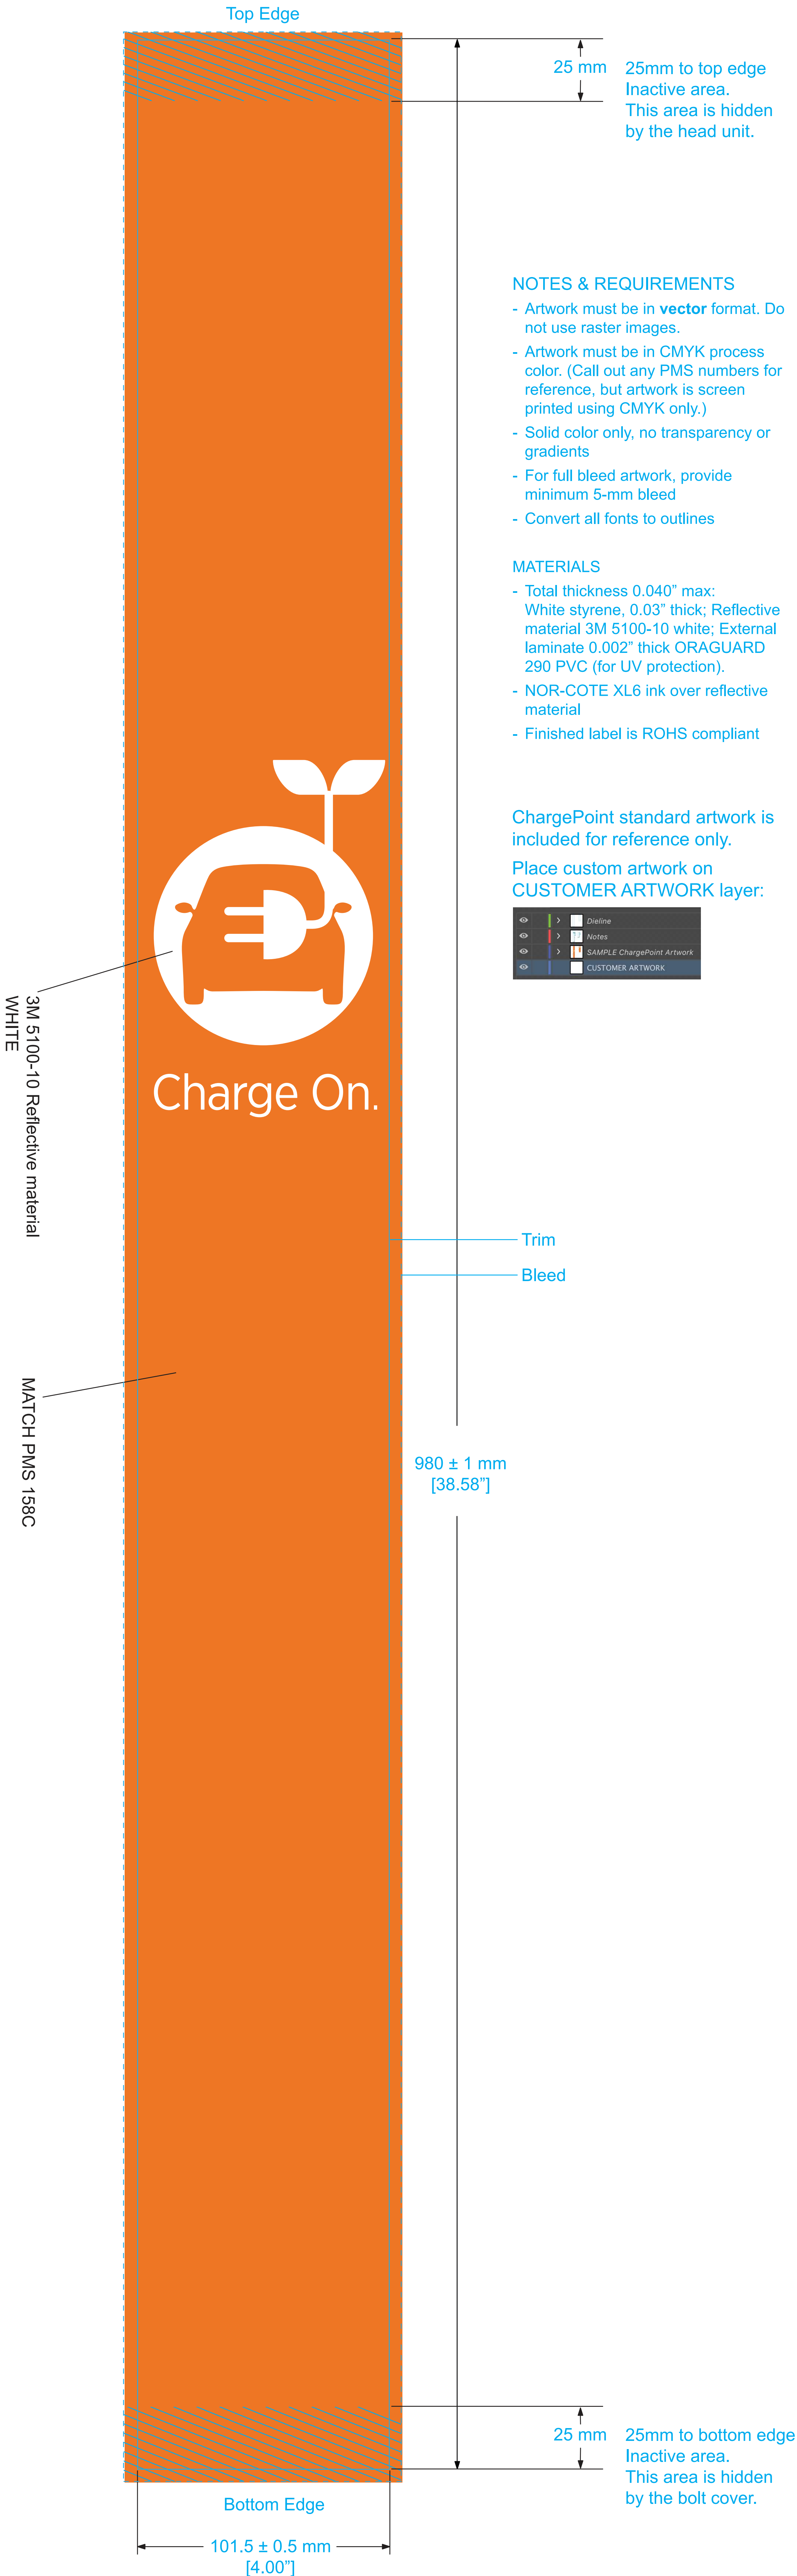 Top Edge
25 mm
25mm to top edge
Inactive area.
This area is hidden
by the head unit.
NOTES & REQUIREMENTS
- Artwork must be in vector format. Do
not use raster images.
- Artwork must be in CMYK process
color. (Call out any PMS numbers for
reference, but artwork is screen
printed using CMYK only.)
- Solid color only, no transparency or
gradients
- For full bleed artwork, provide
minimum 5-mm bleed
- Convert all fonts to outlines
MATERIALS
- Total thickness 0.040” max:
White styrene, 0.03” thick; Reflective
material 3M 5100-10 white; External
laminate 0.002” thick ORAGUARD
290 PVC (for UV protection).
- NOR-COTE XL6 ink over reflective
material
- Finished label is ROHS compliant
ChargePoint standard artwork is
included for reference only.
Place custom artwork on
CUSTOMER ARTWORK layer:
Dieline
Notes
SAMPLE ChargePoint Artwork
CUSTOMER ARTWORK
3M 5100-10 Reflective material
WHITE
Charge On.
Trim
Bleed
MATCH PMS 158C
980 ± 1 mm
[38.58”]
25 mm
25mm to bottom edge
Inactive area.
This area is hidden
by the bolt cover.
Bottom Edge
101.5 ± 0.5 mm
[4.00”]